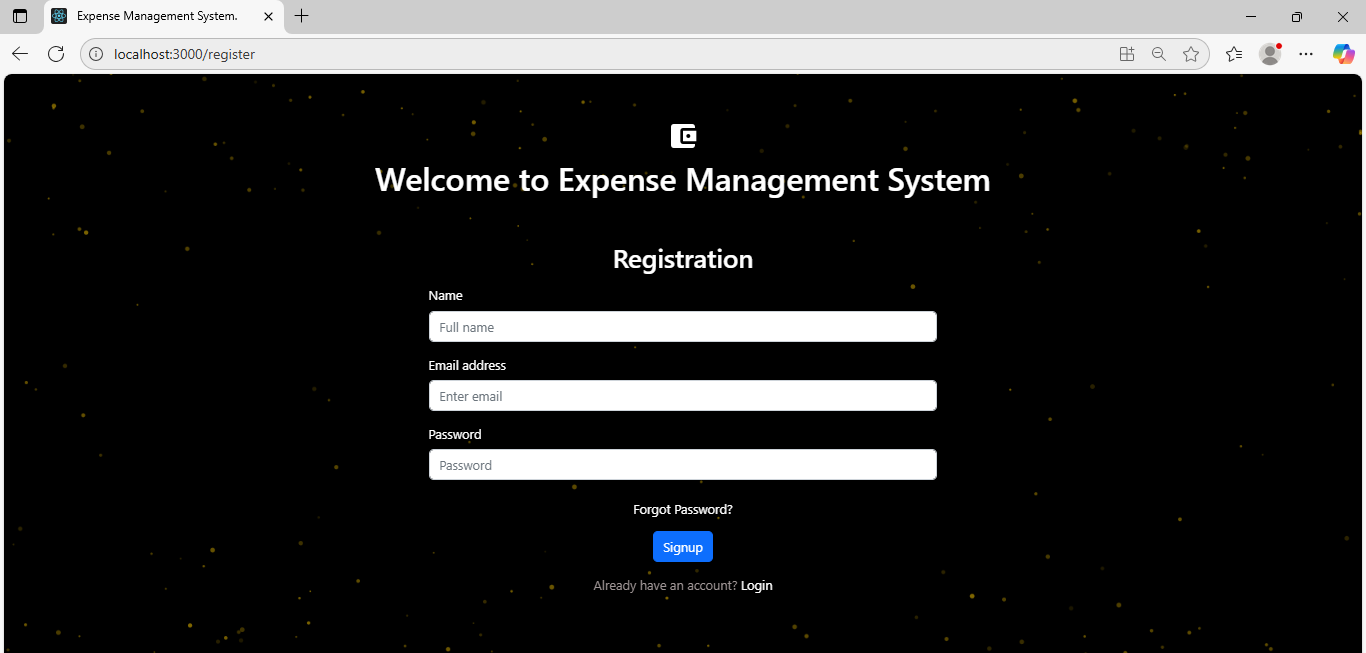 Expense Management System.
localhost:3000/register
Welcome to Expense Management System
Registration
Name
Full name
Email address
Enter email
Password
Password
Forgot Password?
Signup
Already have an account? Login